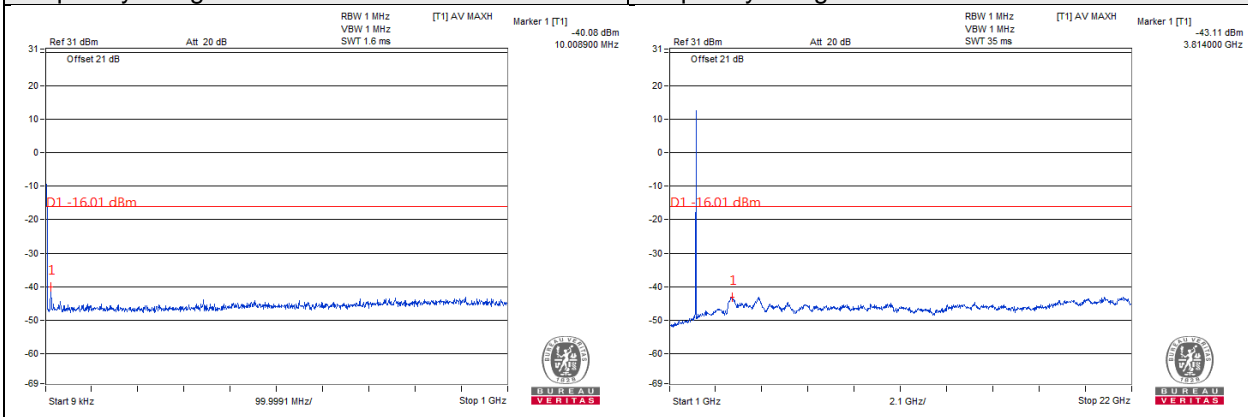 RBW 1 MHz
VBW 1 MHz
SWT 1.6 ms
[T1] AV MAXH
Marker 1 [T1]
-40.08 dBm
10.008900 MHz
Ref 31 dBm
Att 20 dB
31
Offset 21 dB
20
10
0
-10
D1 -16.01 dBm
-20
-30
1
-40
-50
-60
-69
Start 9 kHz
99.9991 MHz/
Stop 1 GHz
BUREAU VERITAS
1828
BUREAU
VERITAS
RBW 1 MHz
VBW 1 MHz
SWT 35 ms
[T1] AV MAXH
Marker 1 [T1]
-43.11 dBm
3.814000 GHz
Ref 31 dBm
Att 20 dB
31
Offset 21 dB
20
10
0
-10
D1 -16.01 dBm
-20
-30
1
-40
-50
-60
-69
Start 1 GHz
2.1 GHz/
Stop 22 GHz
BUREAU VERITAS
1828
BUREAU
VERITAS